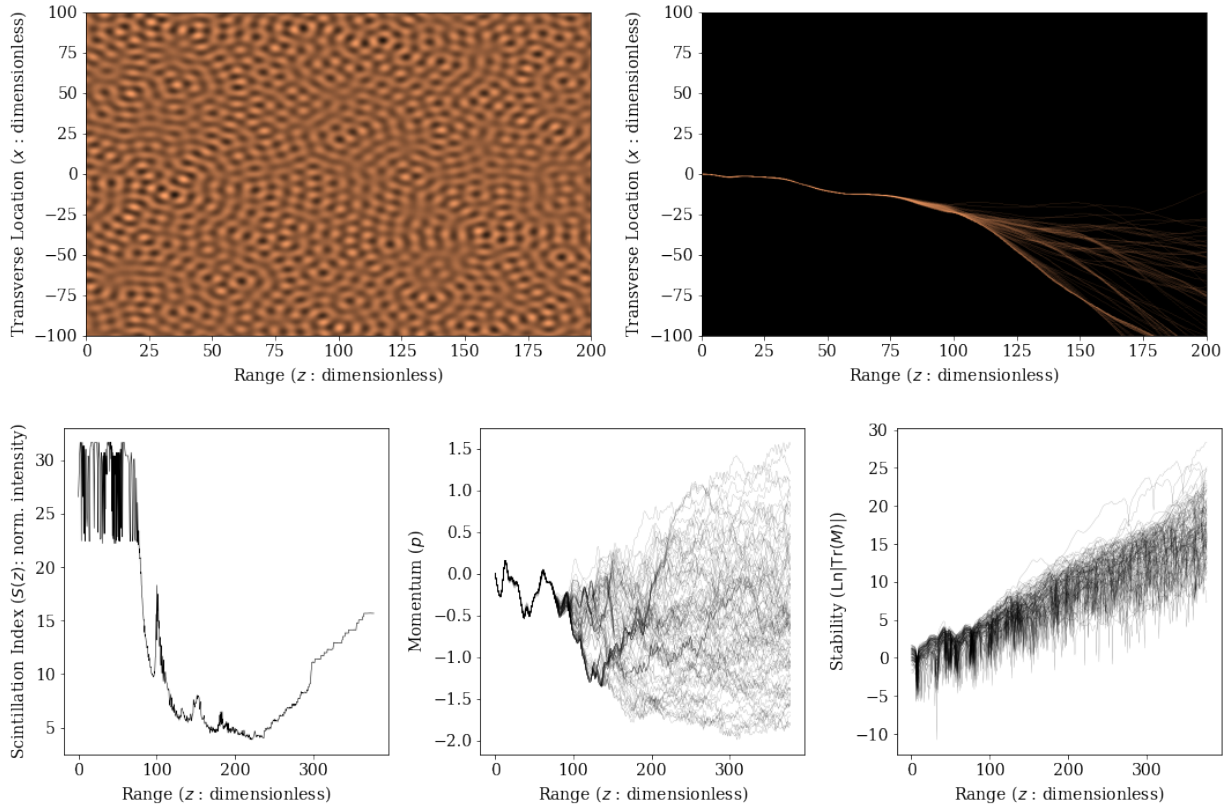 100
75
50
25
0
−25
−50
−75
−100
Transverse Location (x : dimensionless)
0 25 50 75 100 125 150 175 200
Range (z : dimensionless)
100
75
50
25
0
−25
−50
−75
−100
Transverse Location (x : dimensionless)
0 25 50 75 100 125 150 175 200
Range (z : dimensionless)
30
25
20
15
10
5
Scintillation Index (S(z): norm. intensity)
0 100 200 300
Range (z : dimensionless)
1.5
1.0
0.5
0.0
−0.5
−1.0
−1.5
−2.0
Momentum (p)
0 100 200 300
Range (z : dimensionless)
30
25
20
15
10
5
0
−5
−10
Stability (Ln|Tr(M)|)
0 100 200 300
Range (z : dimensionless)